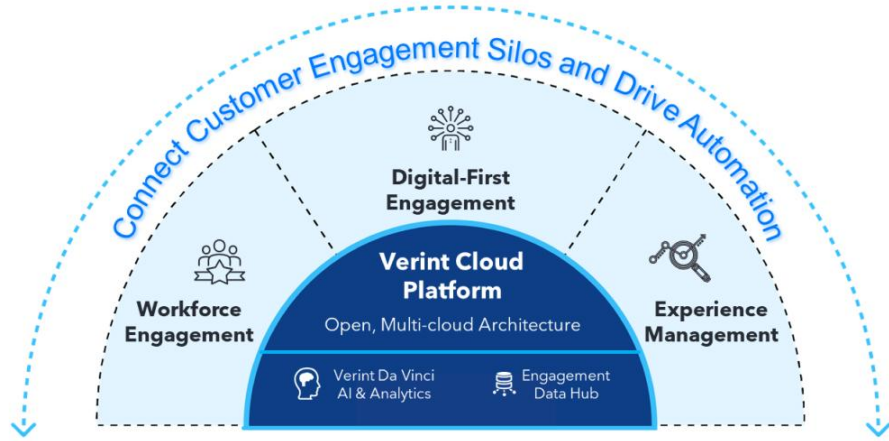 Connect Customer Engagement Silos and Drive Automation
Digital-First
Engagement
Workforce
Engagement
Verint Cloud
Platform
Open, Multi-cloud Architecture
Experience
Management
Verint Da Vinci
AI & Analytics
Engagement
Data Hub